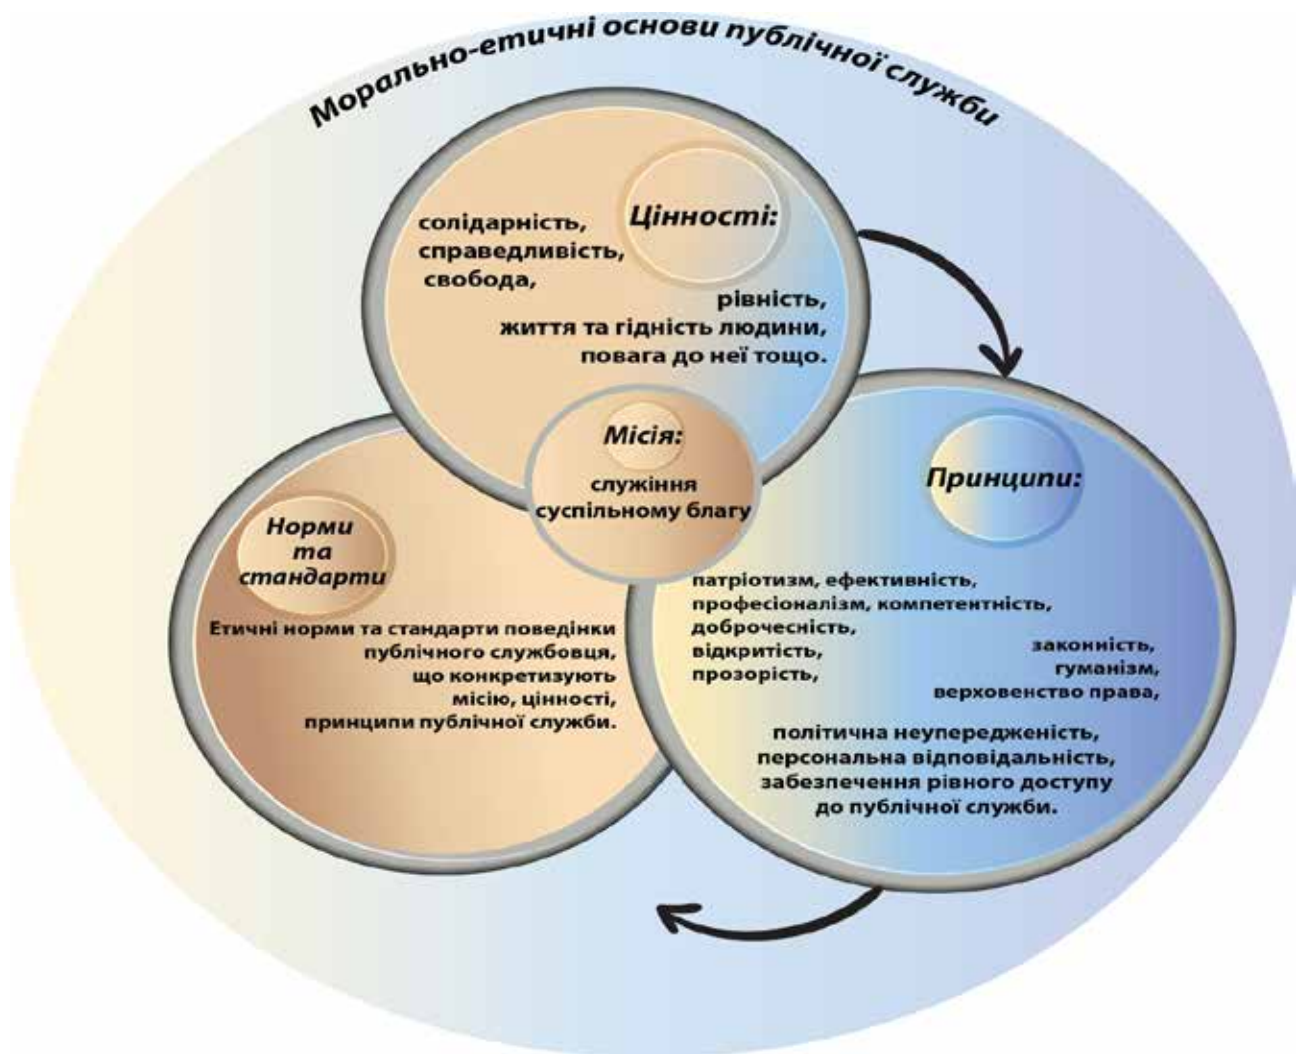 Морально-етичні основи публічної служби
Цінності:
солідарність,
справедливість,
свобода,
рівність,
життя та гідність людини,
повага до неї тощо.
Місія:
служіння
суспільному благу
Принципи:
патріотизм, ефективність,
професіоналізм, компетентність,
доброчесність,
відкритість,
прозорість,
законність,
гуманізм,
верховенство права,
політична неупередженість,
персональна відповідальність,
забезпечення рівного доступу
до публічної служби.
Норми
та
стандарти
Етичні норми та стандарти поведінки
публічного службовця,
що конкретизують
місію, цінності,
принципи публічної служби.